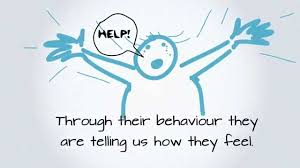 HELP!
Through their behaviour they
are telling us how they feel.